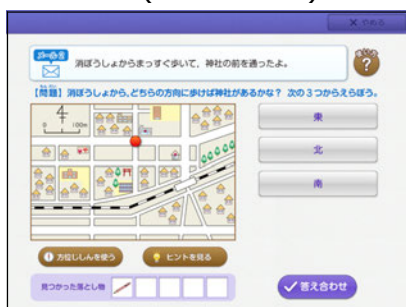 ✕ やめる
メール2
消ぼうしょからまっすぐ歩いて，神社の前を通ったよ。
【問題】消ぼうしょから，どちらの方向に歩けば神社があるかな？ 次の３つからえらぼう。
4
0 100m
東
北
南
方位じしんを使う
ヒントを見る
見つかった落とし物
答え合わせ